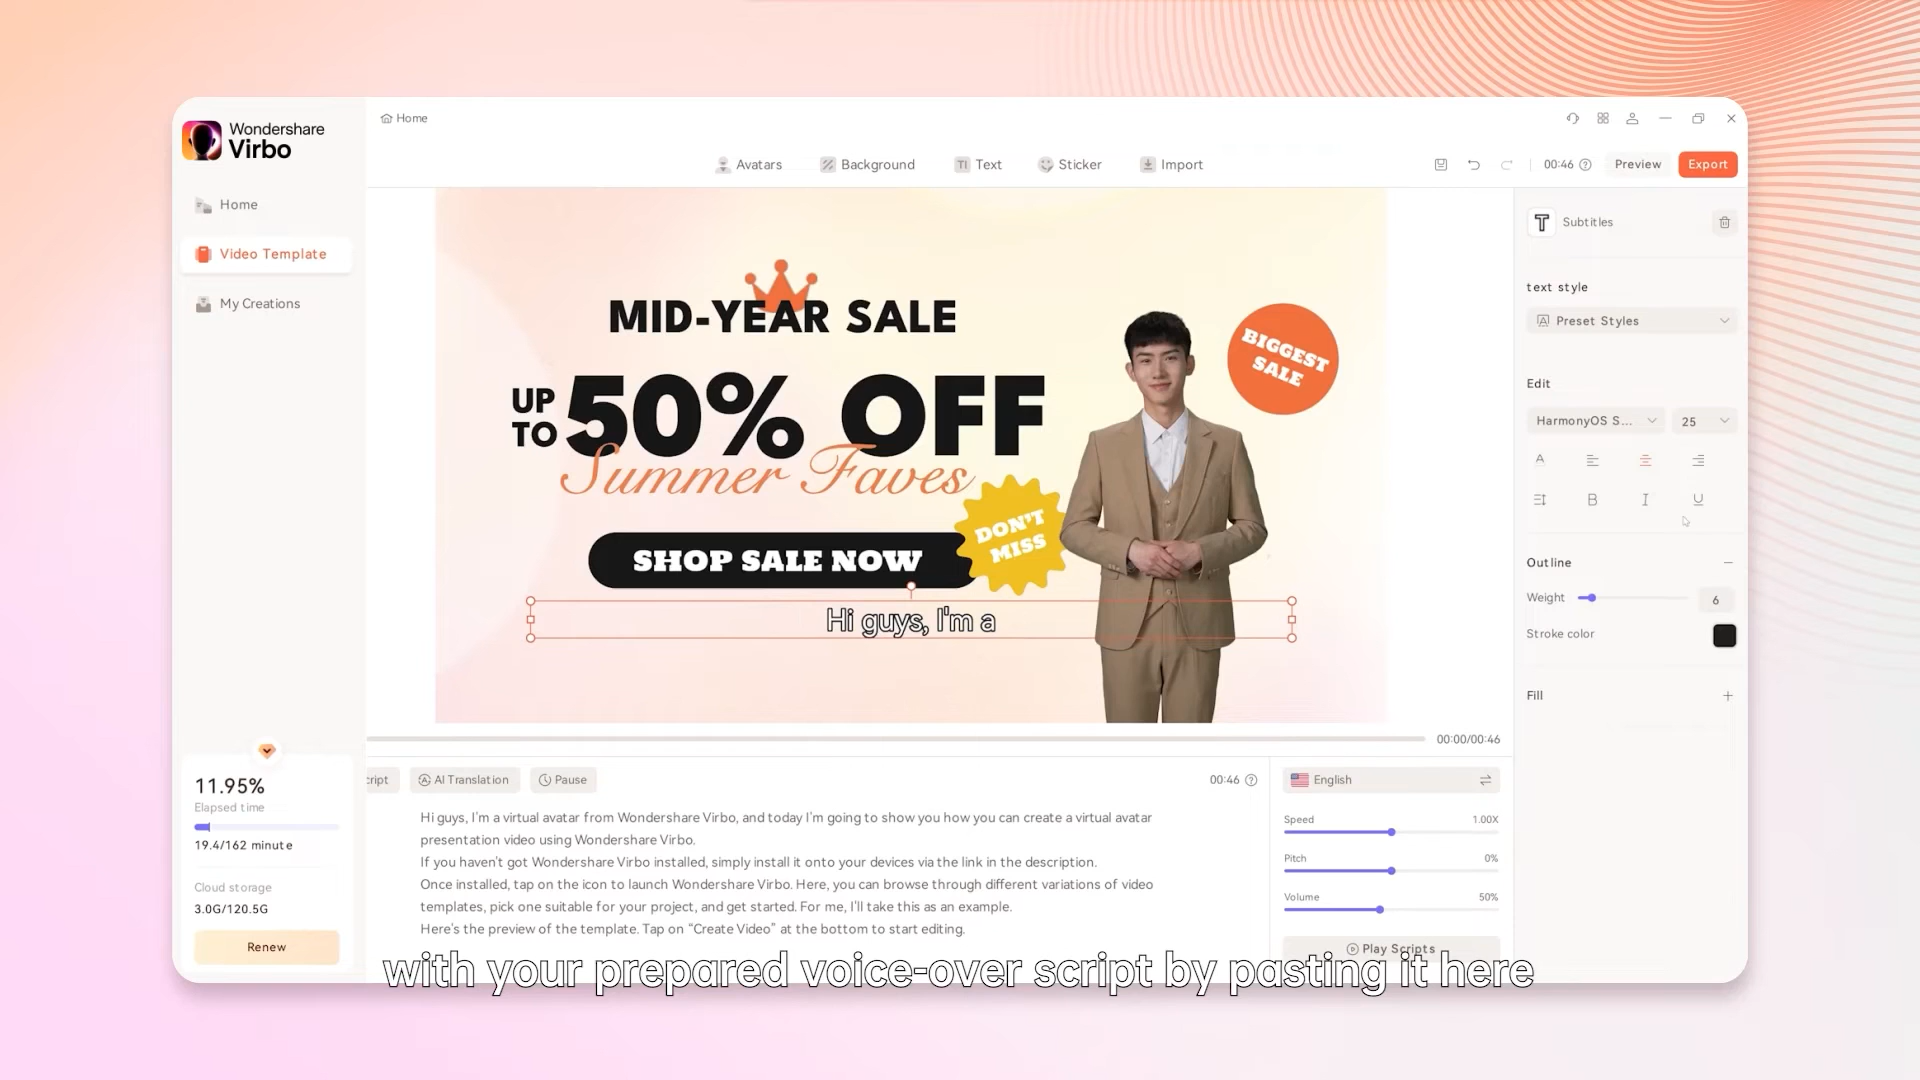 Wondershare
Virbo
Home
Home
Video Template
My Creations
Avatars
Background
Text
Sticker
Import
00:46
Preview
Export
MID-YEAR SALE
UP
TO
50% OFF
Summer Faves
SHOP SALE NOW
DON'T
MISS
BIGGEST
SALE
Hi guys, I'm a
00:00/00:46
Subtitles
text style
Preset Styles
Edit
HarmonyOS S...
25
Outline
Weight
6
Stroke color
Fill
11.95%
Elapsed time
19.4/162 minute
Cloud storage
3.0G/120.5G
Renew
cript
AI Translation
Pause
00:46
Hi guys, I'm a virtual avatar from Wondershare Virbo, and today I'm going to show you how you can create a virtual avatar
presentation video using Wondershare Virbo.
If you haven't got Wondershare Virbo installed, simply install it onto your devices via the link in the description.
Once installed, tap on the icon to launch Wondershare Virbo. Here, you can browse through different variations of video
templates, pick one suitable for your project, and get started. For me, I'll take this as an example.
Here's the preview of the template. Tap on “Create Video” at the bottom to start editing.
English
Speed
1.00X
Pitch
0%
Volume
50%
Play Scripts
with your prepared voice-over script by pasting it here